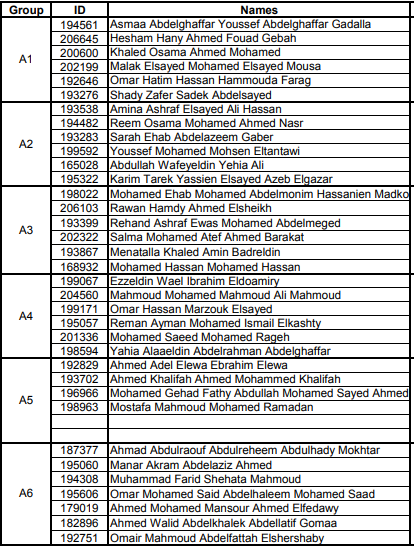 Group ID Names
A1
194561 Asmaa Abdelghaffar Youssef Abdelghaffar Gadalla
206645 Hesham Hany Ahmed Fouad Gebah
200600 Khaled Osama Ahmed Mohamed
202199 Malak Elsayed Mohamed Elsayed Mousa
192646 Omar Hatim Hassan Hammouda Farag
193276 Shady Zafer Sadek Abdelsayed
A2
193538 Amina Ashraf Elsayed Ali Hassan
194482 Reem Osama Mohamed Ahmed Nasr
193283 Sarah Ehab Abdelazeem Gaber
199592 Youssef Mohamed Mohsen Eltantawi
165028 Abdullah Wafeyeldin Yehia Ali
195322 Karim Tarek Yassien Elsayed Azeb Elgazar
A3
198022 Mohamed Ehab Mohamed Abdelmonim Hassanien Madko
206103 Rawan Hamdy Ahmed Elsheikh
193399 Rehand Ashraf Ewas Mohamed Abdelmeged
202322 Salma Mohamed Atef Ahmed Barakat
193867 Menatalla Khaled Amin Badreldin
168932 Mohamed Hassan Mohamed Hassan
A4
199067 Ezzeldin Wael Ibrahim Eldoamiry
204560 Mahmoud Mohamed Mahmoud Ali Mahmoud
199171 Omar Hassan Marzouk Elsayed
195057 Reman Ayman Mohamed Ismail Elkashty
201336 Mohamed Saeed Mohamed Rageh
198594 Yahia Alaaeldin Abdelrahman Abdelghaffar
A5
192829 Ahmed Adel Elewa Ebrahim Elewa
193702 Ahmed Khalifah Ahmed Mohammed Khalifah
196966 Mohamed Gehad Fathy Abdullah Mohamed Sayed Ahmed
198963 Mostafa Mahmoud Mohamed Ramadan
A6
187377 Ahmad Abdulraouf Abdulreheem Abdulhady Mokhtar
195060 Manar Akram Abdelaziz Ahmed
194308 Muhammad Farid Shehata Mahmoud
195606 Omar Mohamed Said Abdelhaleem Mohamed Saad
179019 Ahmed Mohamed Mansour Ahmed Elfedawy
182896 Ahmed Walid Abdelkhalek Abdellatif Gomaa
192751 Omair Mahmoud Abdelfattah Elshershaby